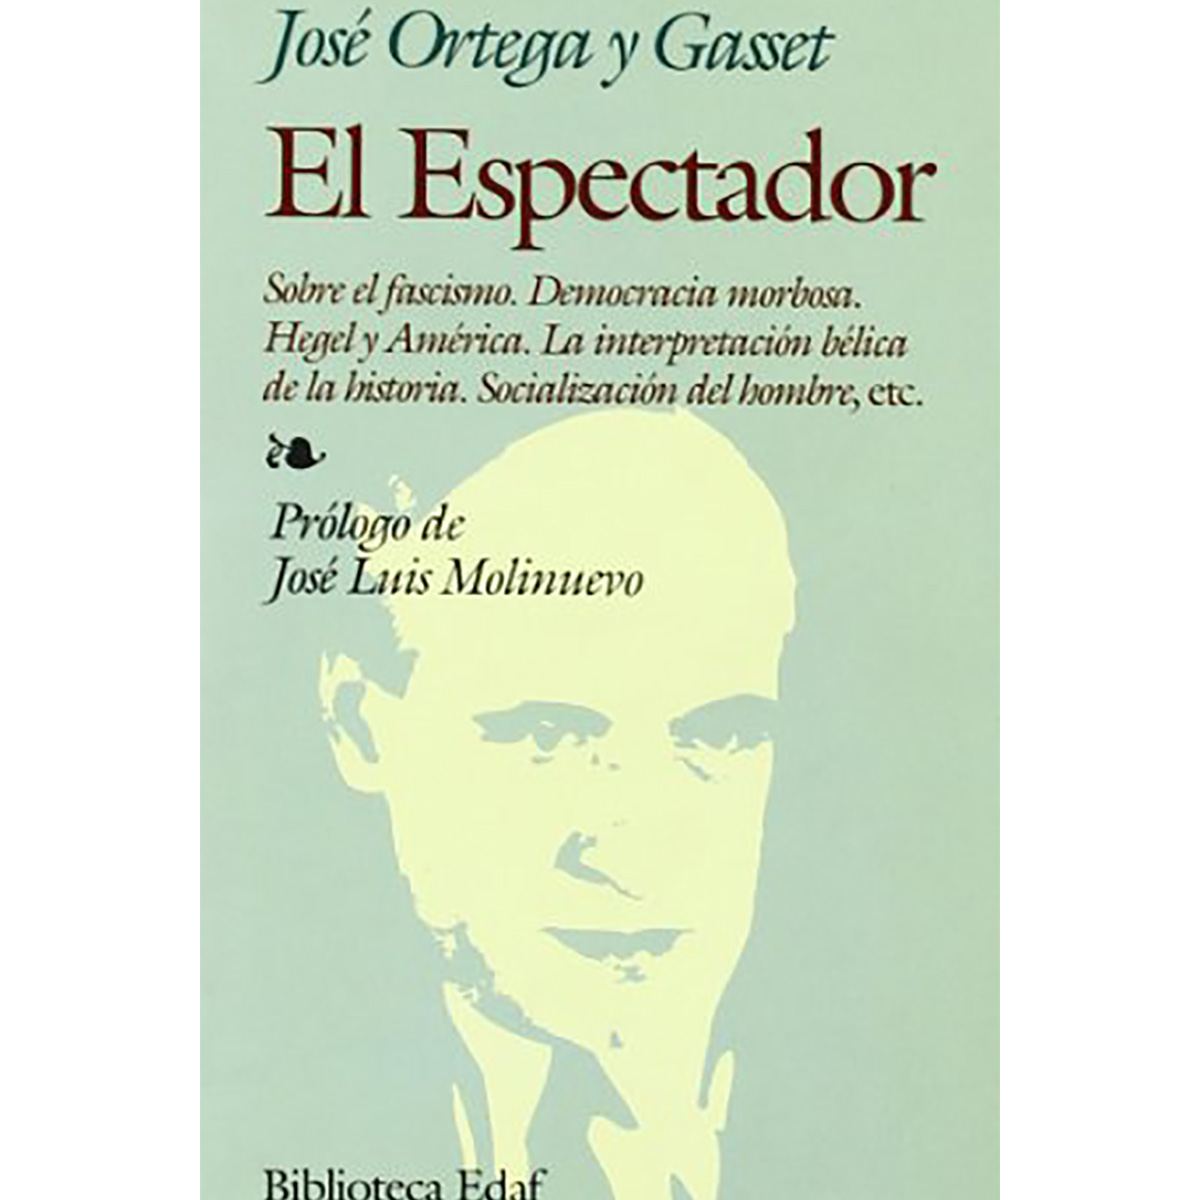 José Ortega y Gasset
El Espectador
Sobre el fascismo. Democracia morbosa.
Hegel y América. La interpretación bélica
de la historia. Socialización del hombre, etc.
Prólogo de
José Luis Molinuevo
Biblioteca Edaf